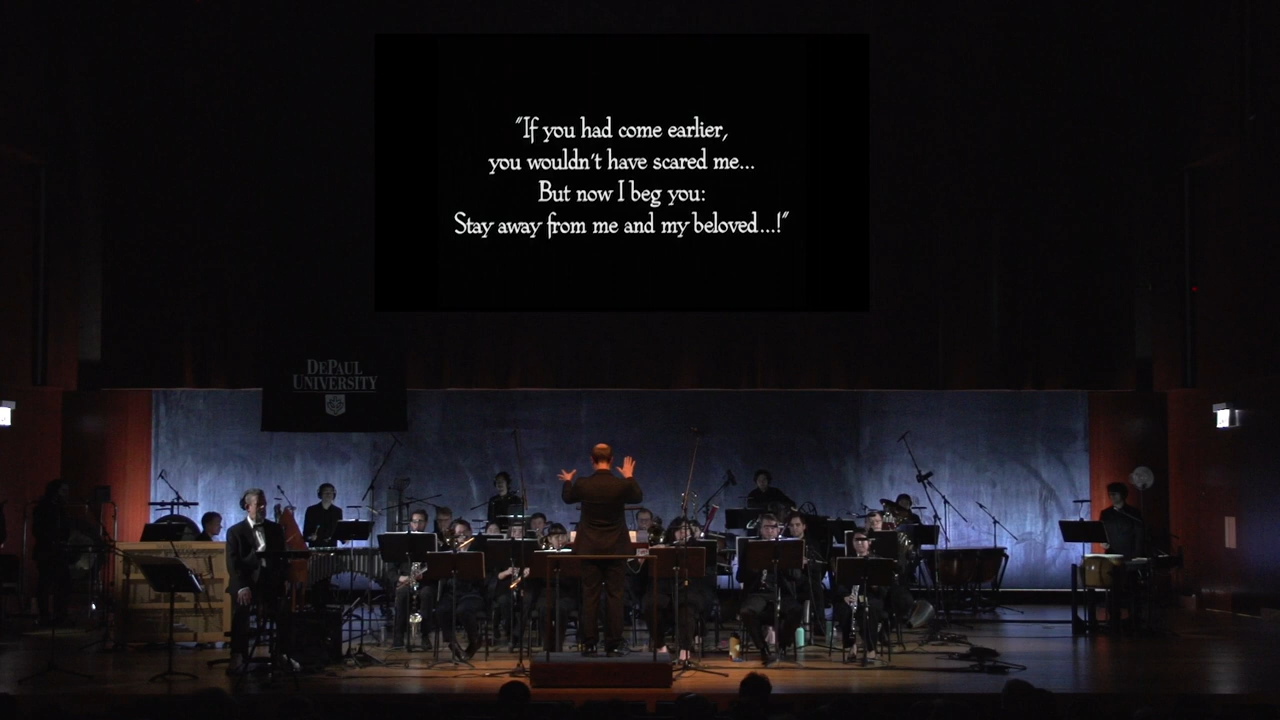 "If you had come earlier,
you wouldn't have scared me...
But now I beg you:
Stay away from me and my beloved...!"
DEPAUL
UNIVERSITY